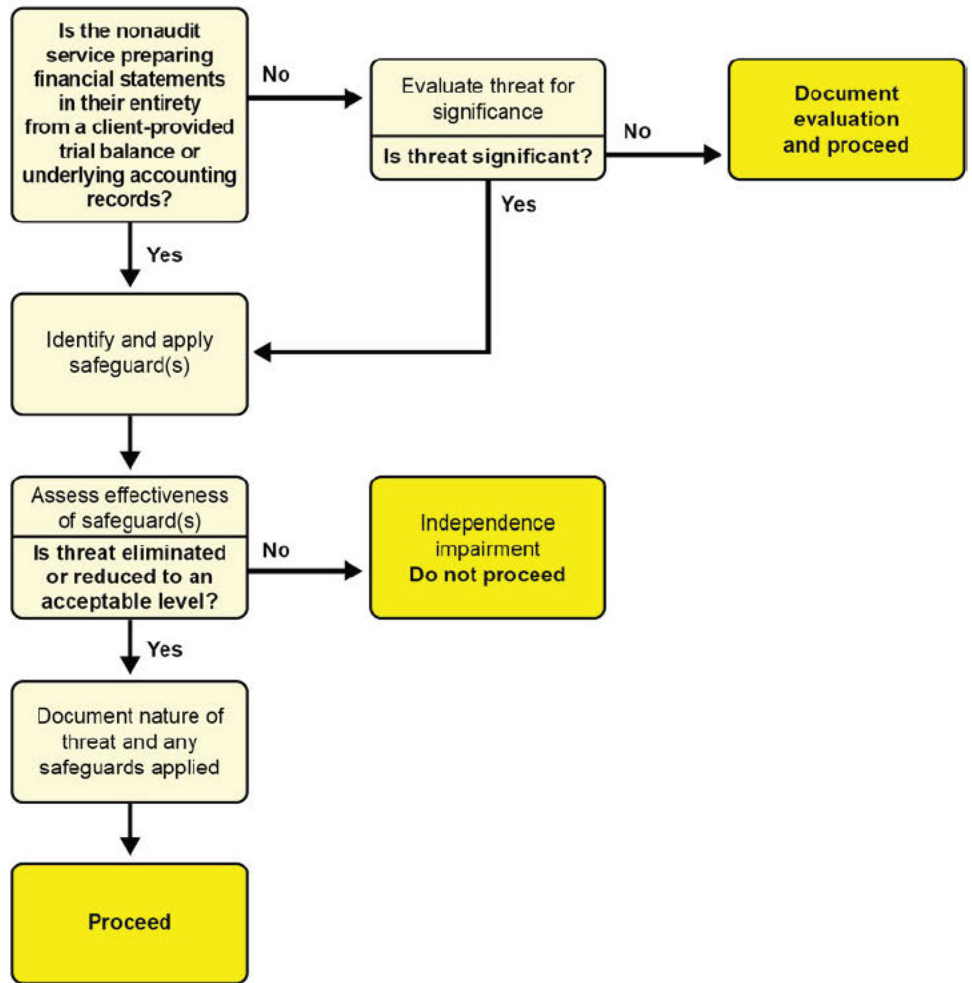 Is the nonaudit
service preparing
financial statements
in their entirety
from a client-provided
trial balance or
underlying accounting
records?
No
Evaluate threat for
significance
Is threat significant?
No
Document
evaluation
and proceed
Yes
Yes
Identify and apply
safeguard(s)
Assess effectiveness
of safeguard(s)
Is threat eliminated
or reduced to an
acceptable level?
No
Independence
impairment
Do not proceed
Yes
Document nature of
threat and any
safeguards applied
Proceed